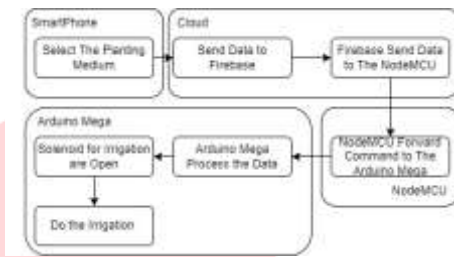 SmartPhone
Select The Planting
Medium
Cloud
Send Data to
Firebase
Firebase Send Data
to The NodeMCU
NodeMCU Forward
Command to The
Arduino Mega
NodeMCU
Arduino Mega
Arduino Mega
Process the Data
Solenoid for Irrigation
are Open
Do the Irrigation